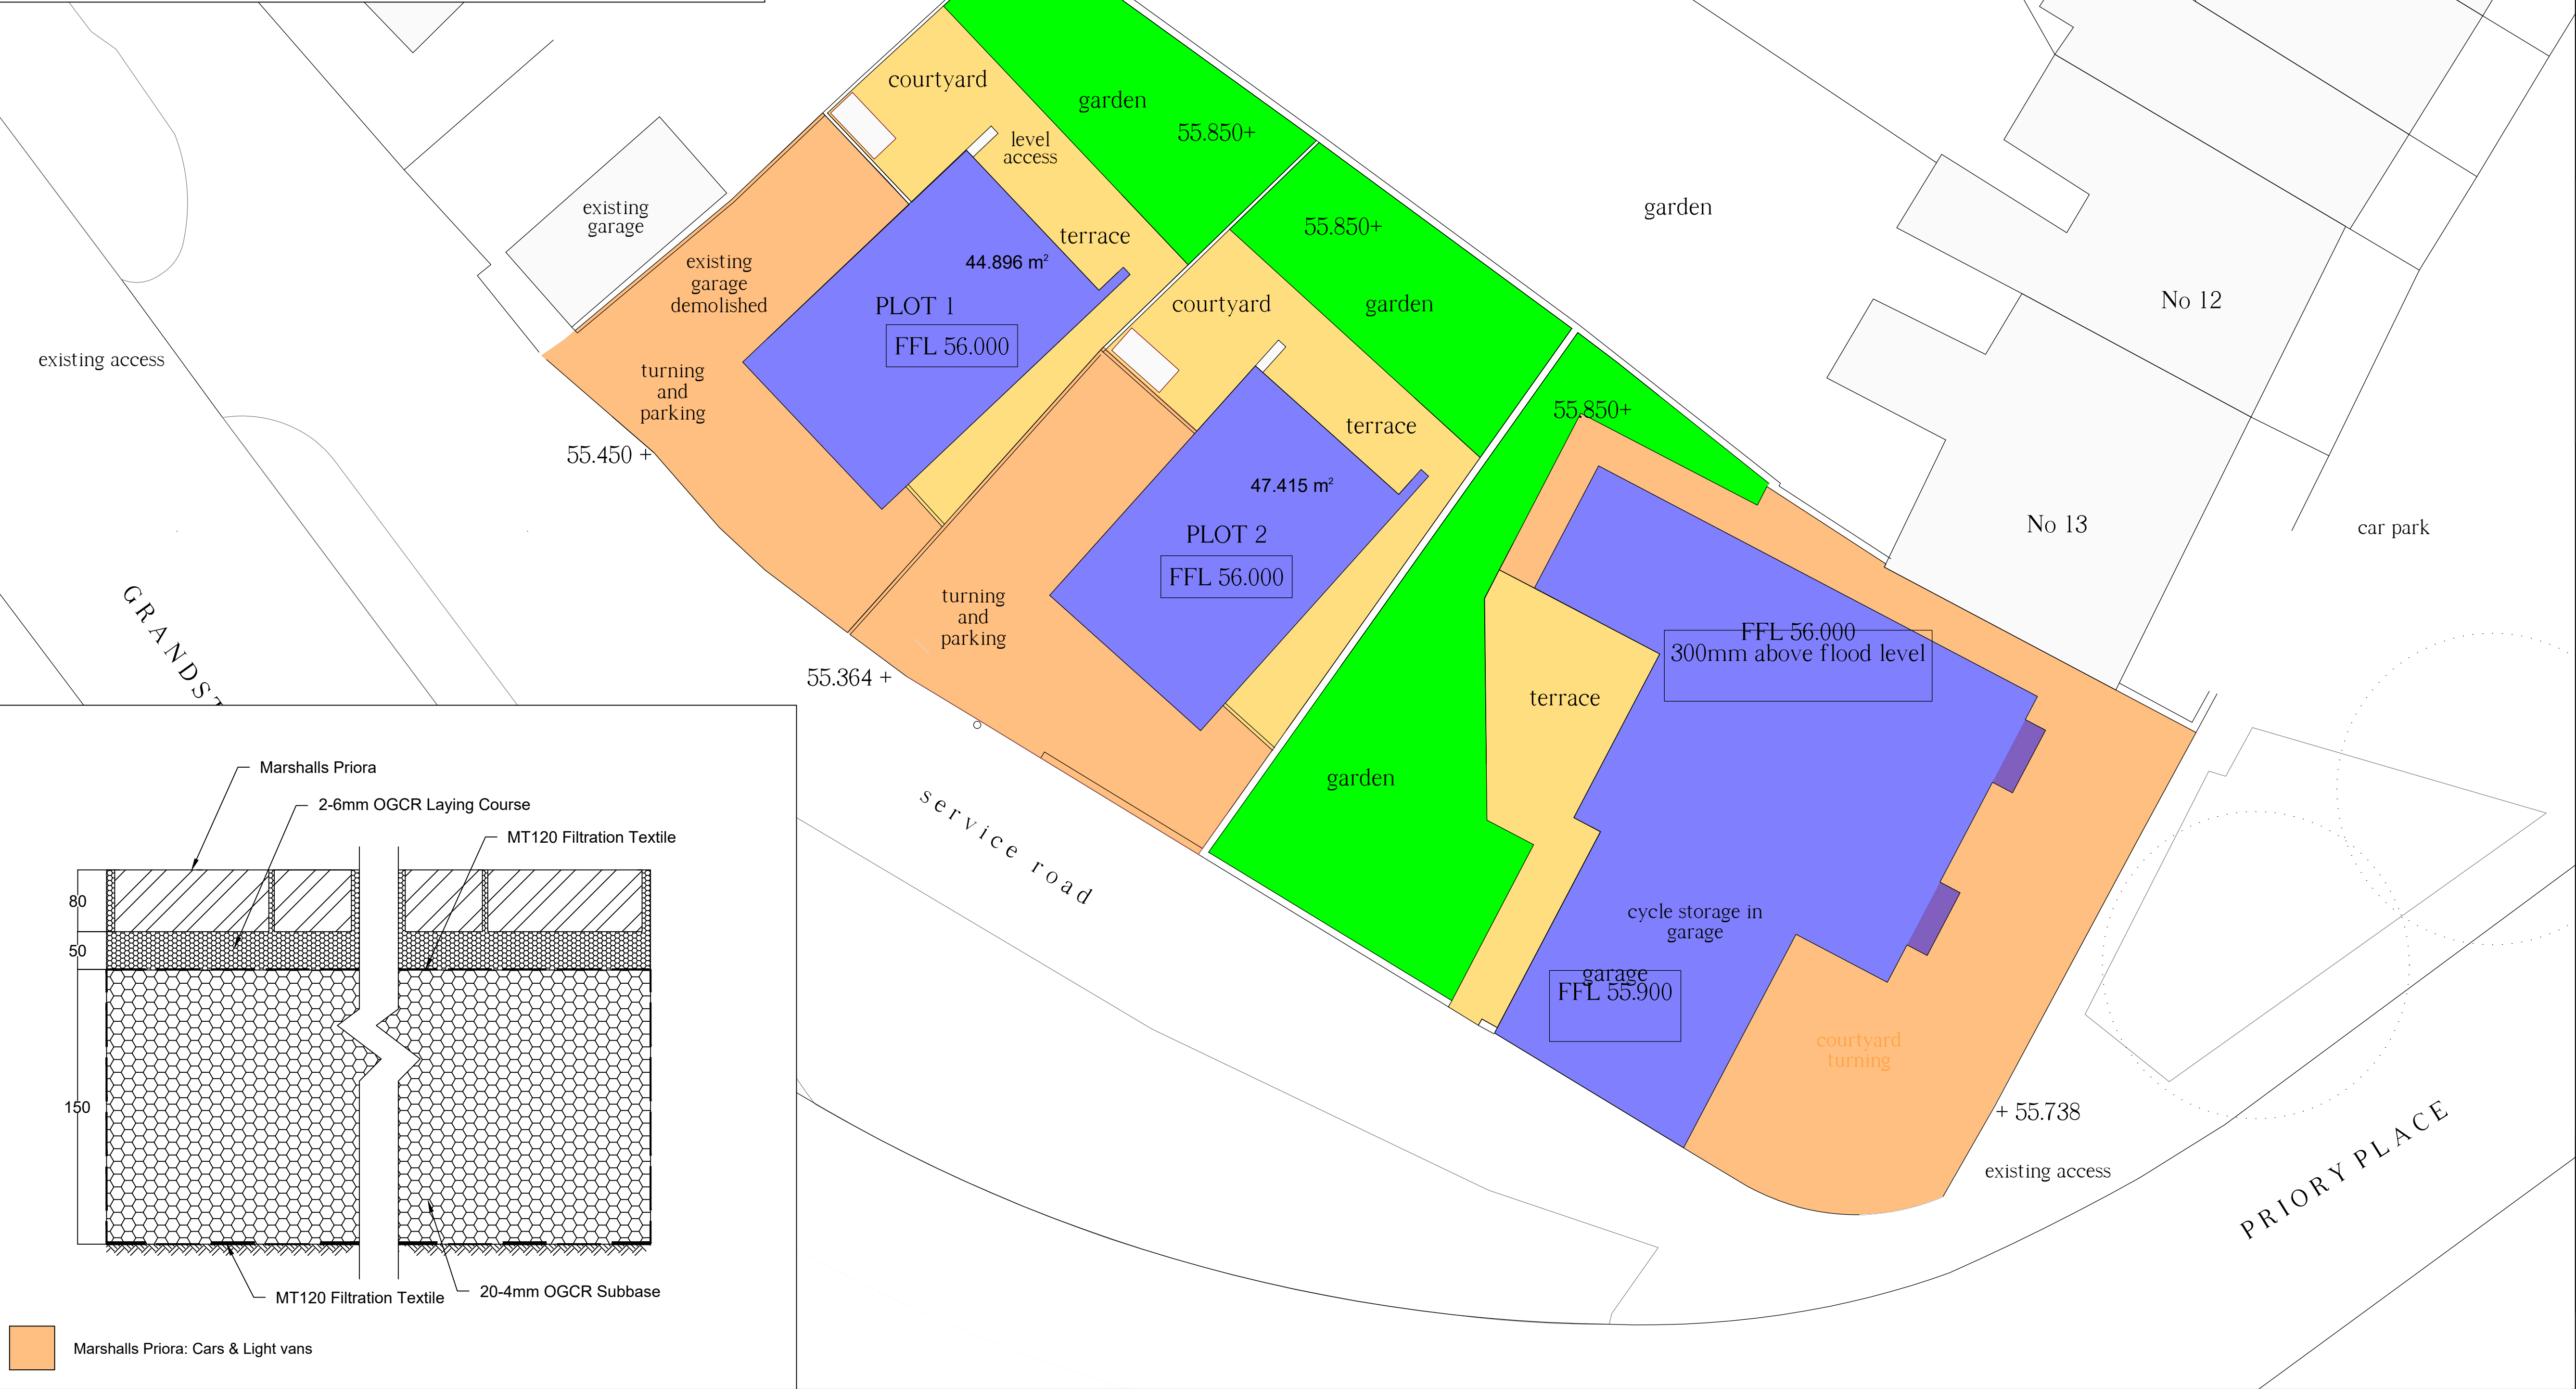 courtyard
garden
55.850+
level
access
terrace
existing
garage
existing
garage
demolished
44.896 m²
PLOT 1
FFL 56.000
turning
and
parking
existing access
55.450 +
55.850+
garden
courtyard
terrace
47.415 m²
PLOT 2
FFL 56.000
turning
and
parking
55.364 +
garden
No 12
No 13
car park
55.850+
FFL 56.000
300mm above flood level
terrace
garden
cycle storage in
garage
garage
FFL 55.900
courtyard
turning
+ 55.738
existing access
PRIORY PLACE
service road
GRANDST
Marshalls Priora
2-6mm OGCR Laying Course
MT120 Filtration Textile
80
50
150
MT120 Filtration Textile
20-4mm OGCR Subbase
Marshalls Priora: Cars & Light vans